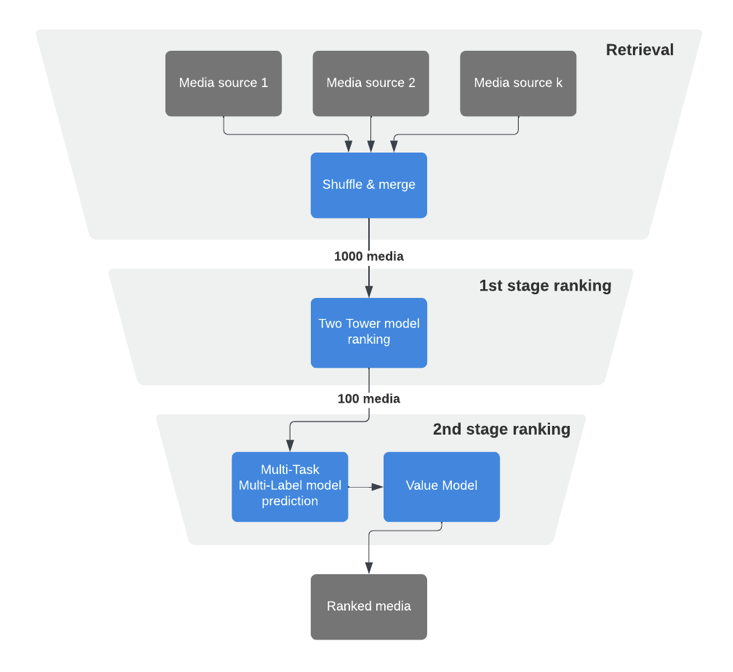 Retrieval
Media source 1
Media source 2
Media source k
Shuffle & merge
1000 media
1st stage ranking
Two Tower model
ranking
100 media
2nd stage ranking
Multi-Task
Multi-Label model
prediction
Value Model
Ranked media